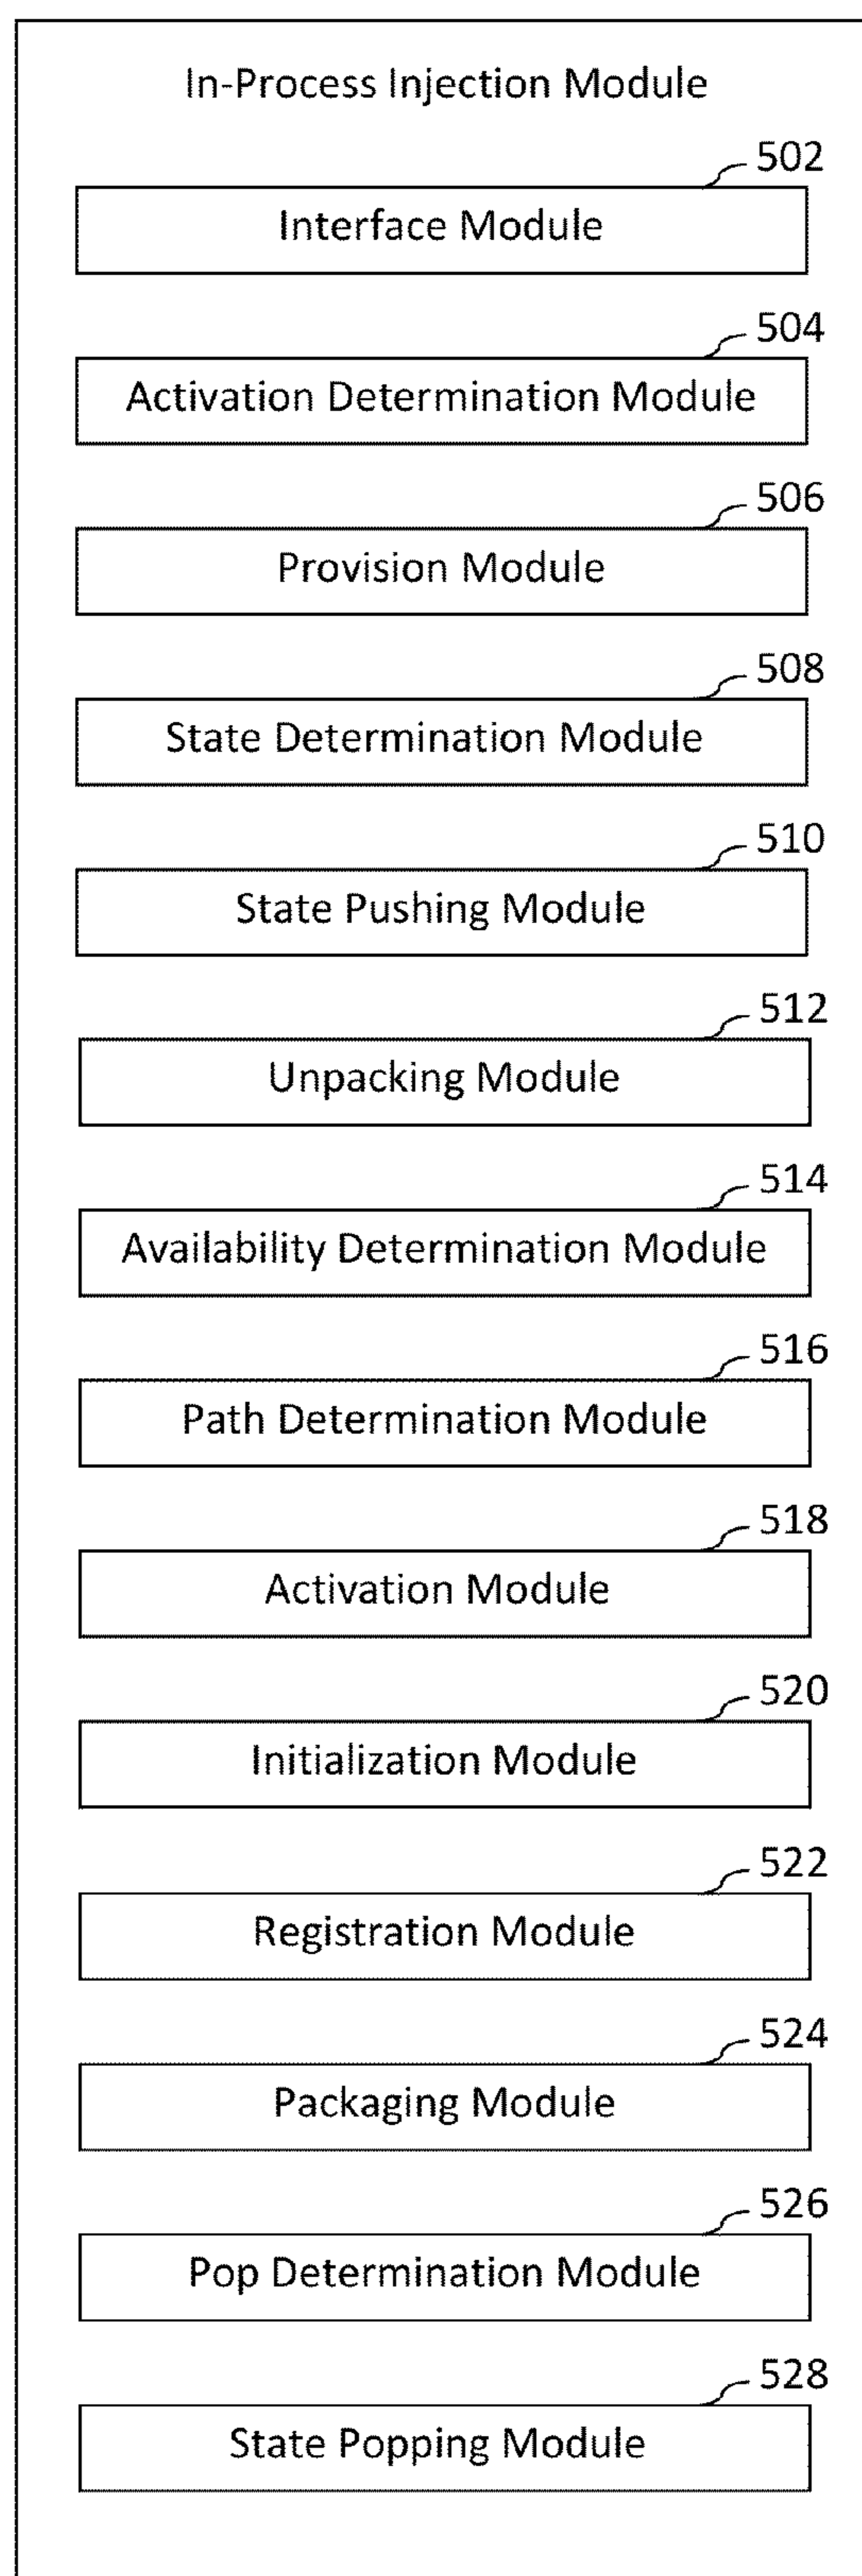 In-Process Injection Module
502
Interface Module
504
Activation Determination Module
506
Provision Module
508
State Determination Module
510
State Pushing Module
512
Unpacking Module
514
Availability Determination Module
516
Path Determination Module
518
Activation Module
520
Initialization Module
522
Registration Module
524
Packaging Module
526
Pop Determination Module
528
State Popping Module